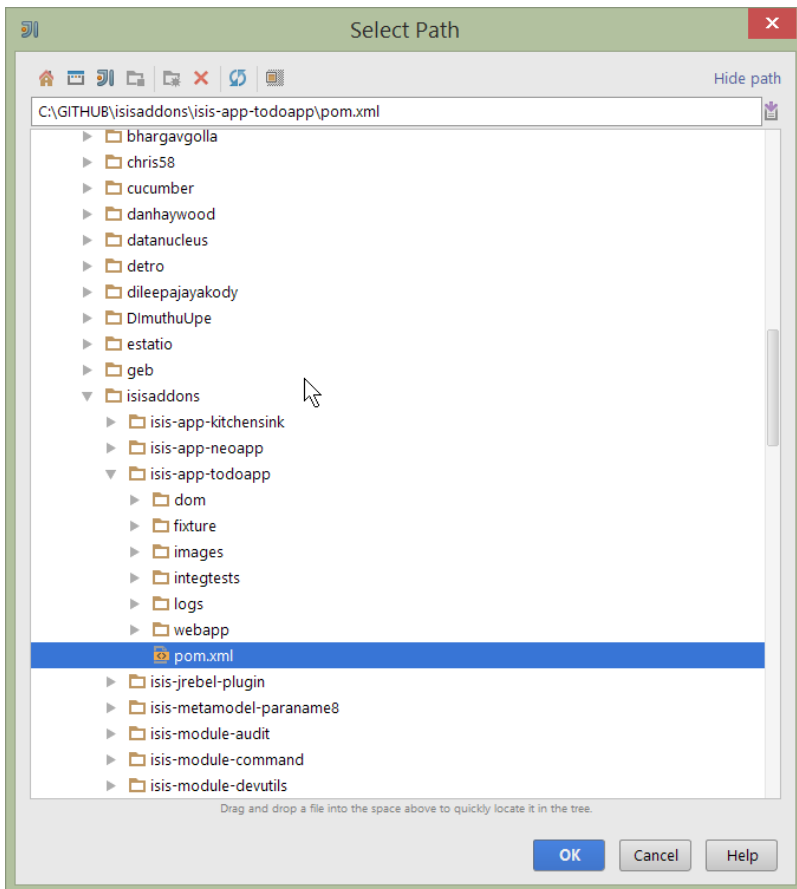 Select Path
Hide path
C:\GITHUB\isisaddons\isis-app-todoapp\pom.xml
bhargavgolla
chris58
cucumber
danhaywood
datanucleus
detro
dileepajayakody
DImuthuUpe
estatio
geb
isisaddons
isis-app-kitchensink
isis-app-neoapp
isis-app-todoapp
dom
fixture
images
integtests
logs
webapp
pom.xml
isis-jrebel-plugin
isis-metamodel-paraname8
isis-module-audit
isis-module-command
isis-module-devutils
Drag and drop a file into the space above to quickly locate it in the tree.
OK Cancel Help